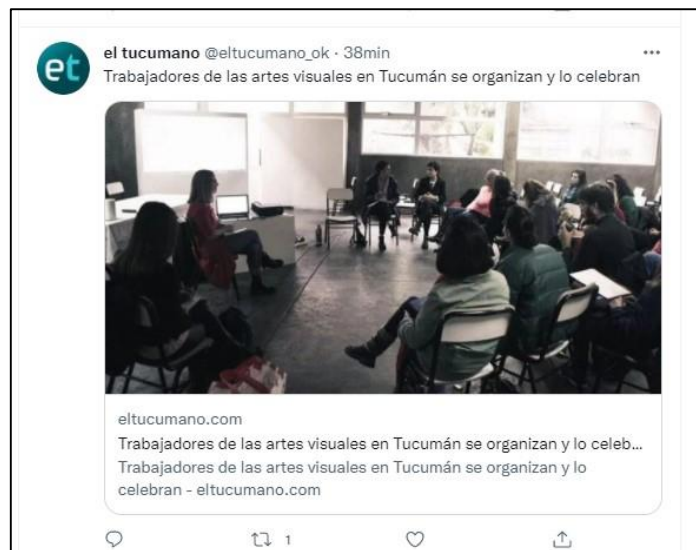 et
el tucumano @eltucumano_ok · 38min
Trabajadores de las artes visuales en Tucumán se organizan y lo celebran
eltucumano.com
Trabajadores de las artes visuales en Tucumán se organizan y lo celeb...
Trabajadores de las artes visuales en Tucumán se organizan y lo
celebran - eltucumano.com
1